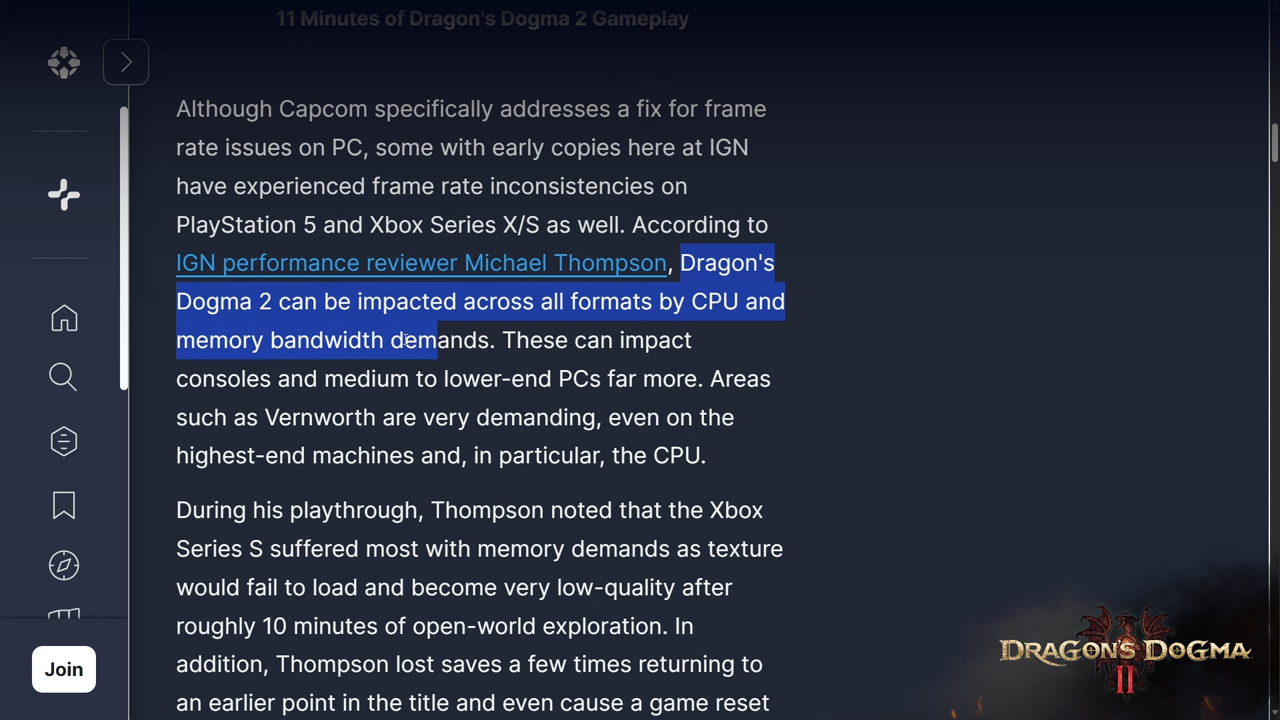 11 Minutes of Dragon's Dogma 2 Gameplay
Although Capcom specifically addresses a fix for frame
rate issues on PC, some with early copies here at IGN
have experienced frame rate inconsistencies on
PlayStation 5 and Xbox Series X/S as well. According to
IGN performance reviewer Michael Thompson, Dragon's
Dogma 2 can be impacted across all formats by CPU and
memory bandwidth demands. These can impact
consoles and medium to lower-end PCs far more. Areas
such as Vernworth are very demanding, even on the
highest-end machines and, in particular, the CPU.
During his playthrough, Thompson noted that the Xbox
Series S suffered most with memory demands as texture
would fail to load and become very low-quality after
roughly 10 minutes of open-world exploration. In
addition, Thompson lost saves a few times returning to
an earlier point in the title and even cause a game reset
Join
DRAGON'S DOGMA
II